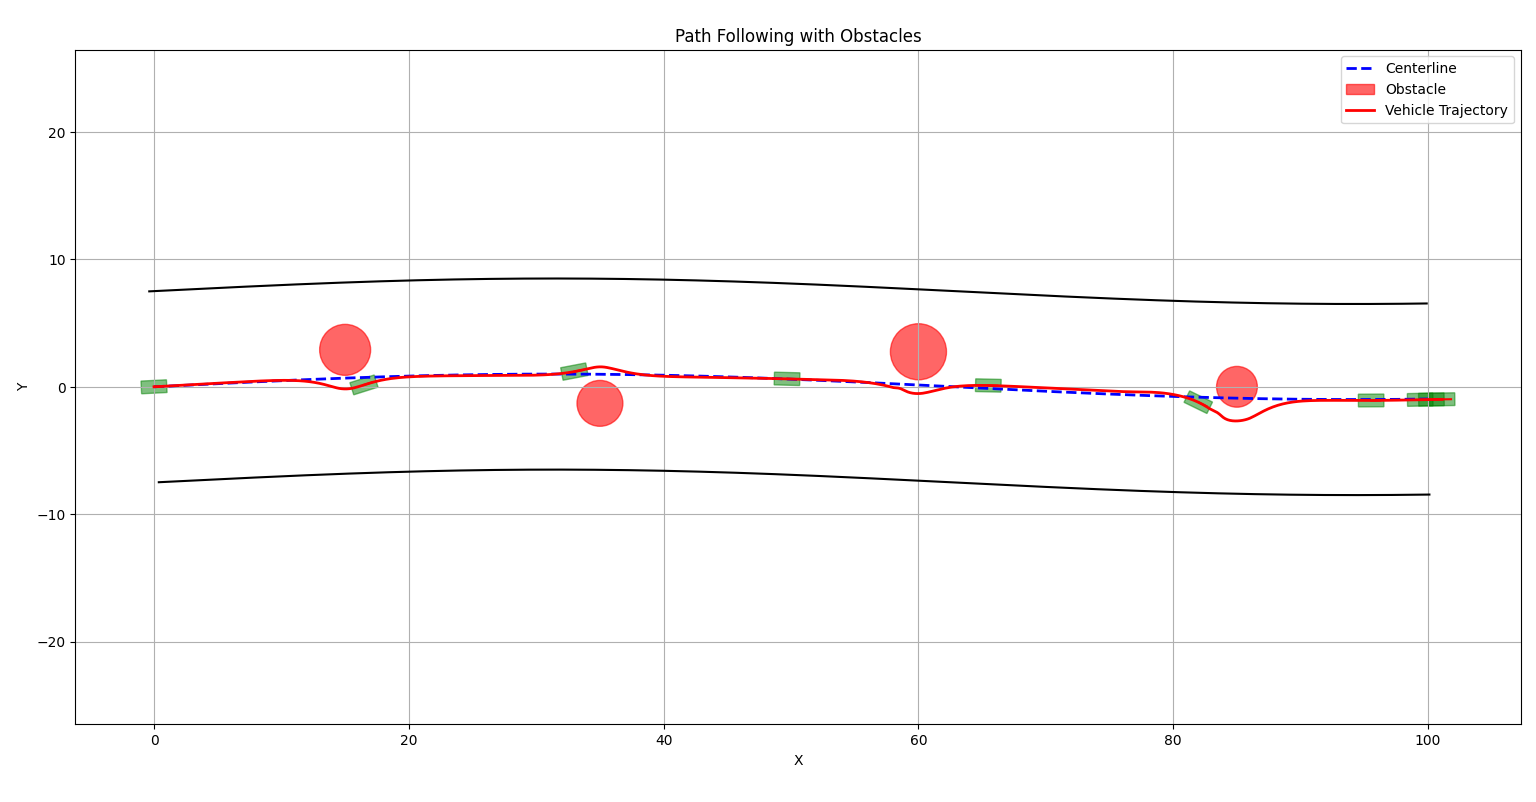 Path Following with Obstacles
Centerline
Obstacle
Vehicle Trajectory
20
10
0
−10
−20
Y
0
20
40
60
80
100
X